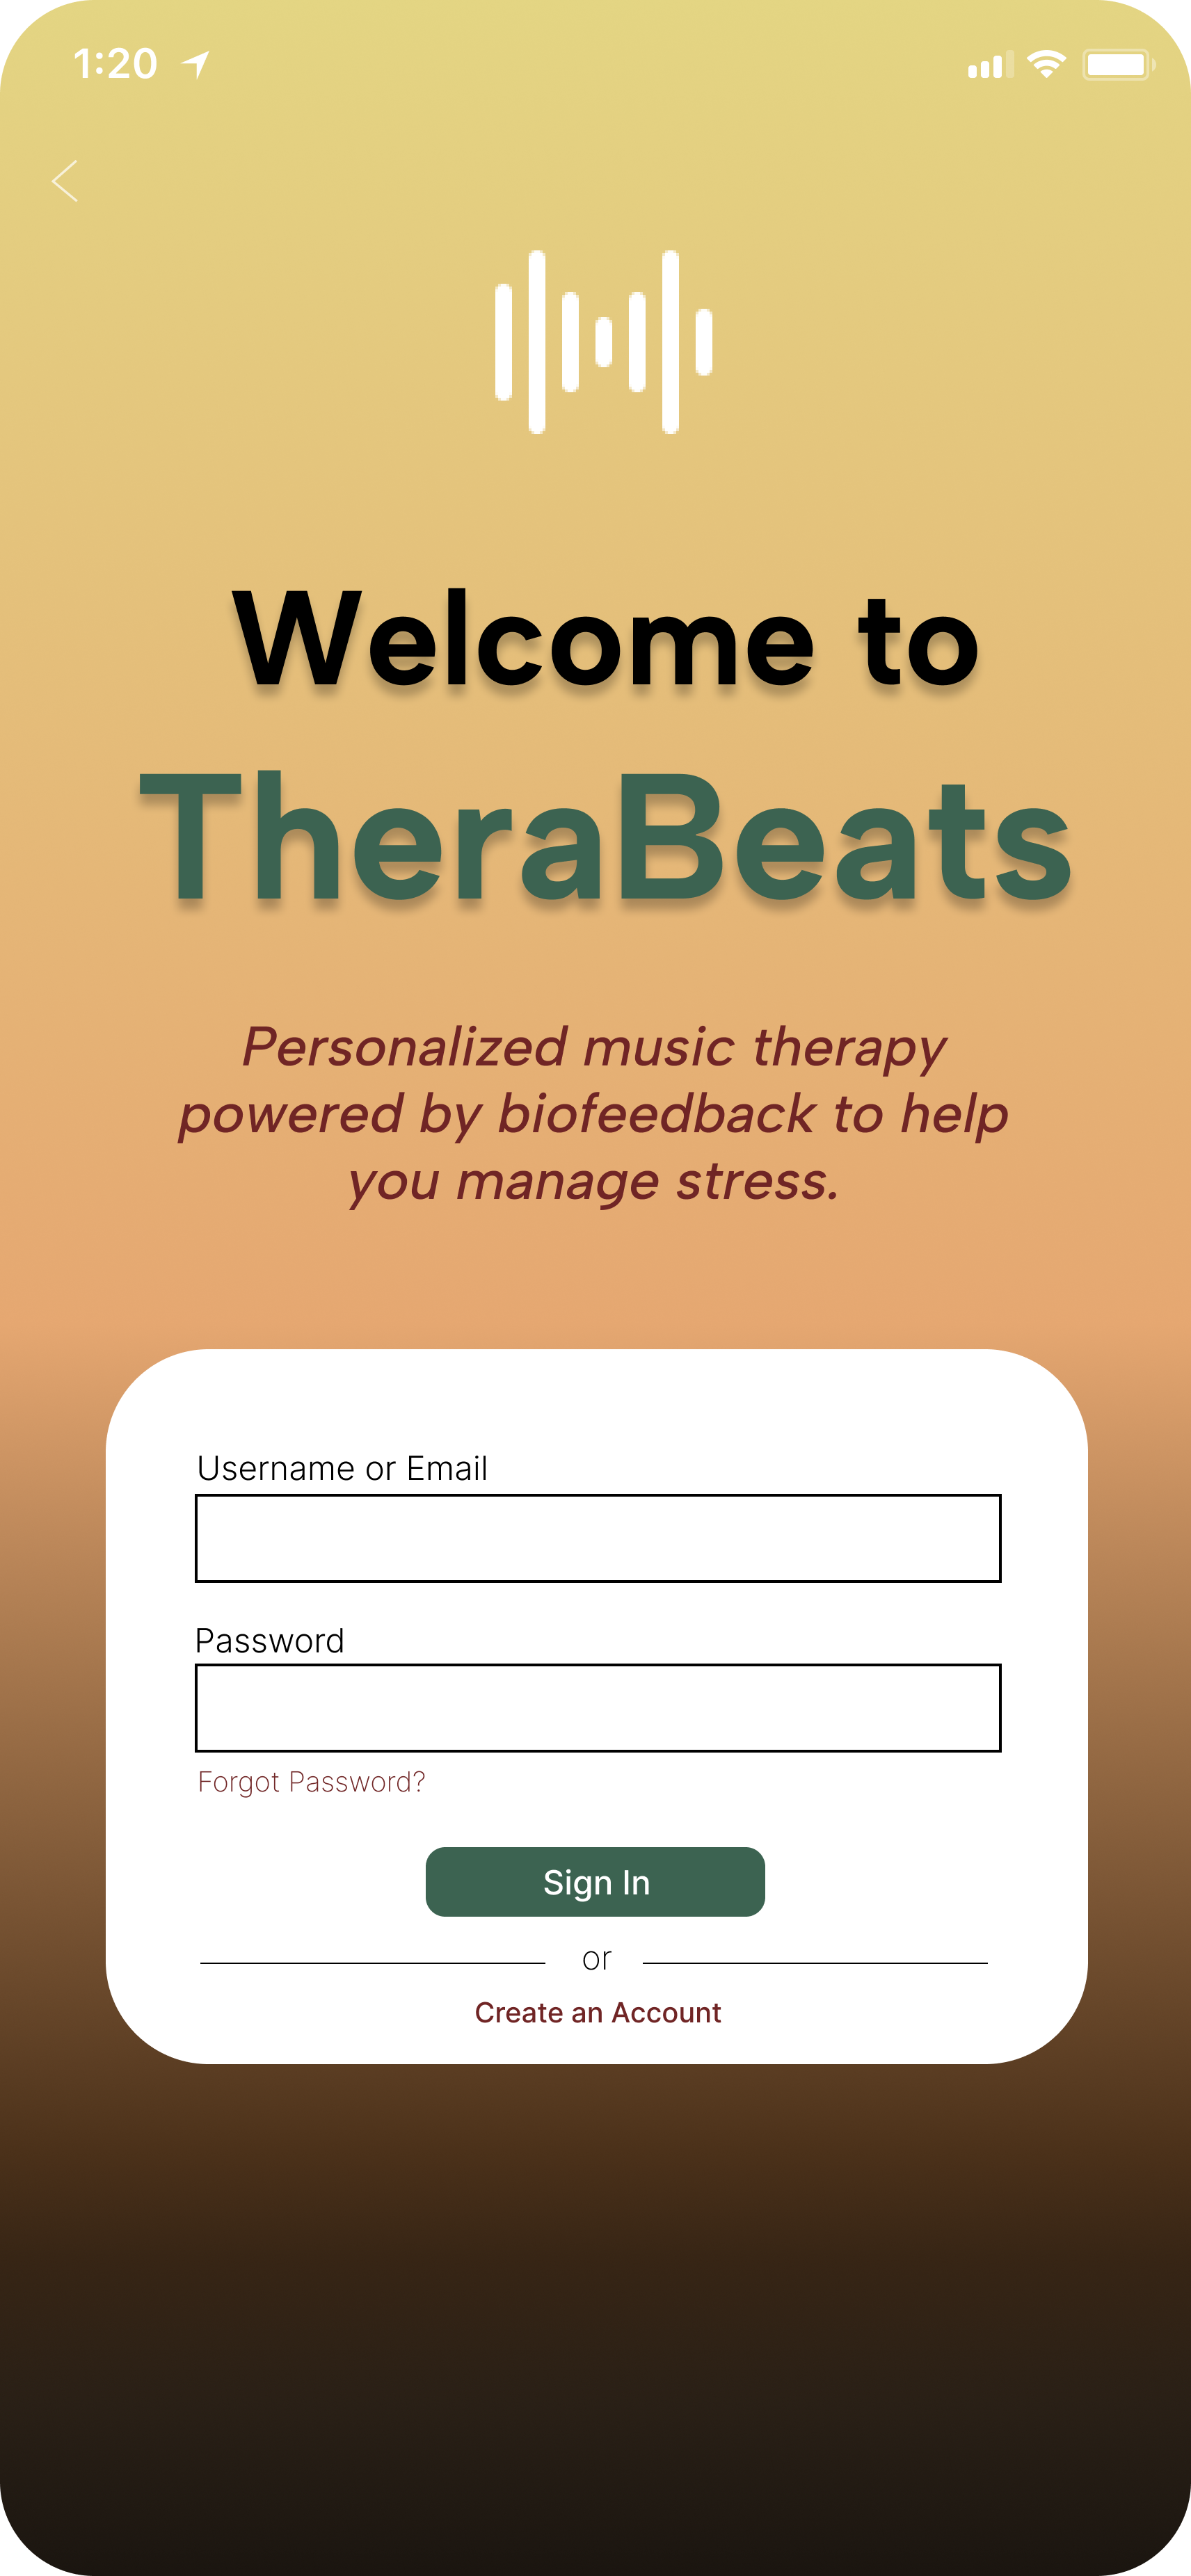 1:20
Welcome to
TheraBeats
Personalized music therapy
powered by biofeedback to help
you manage stress.
Username or Email
Password
Forgot Password?
Sign In
or
Create an Account